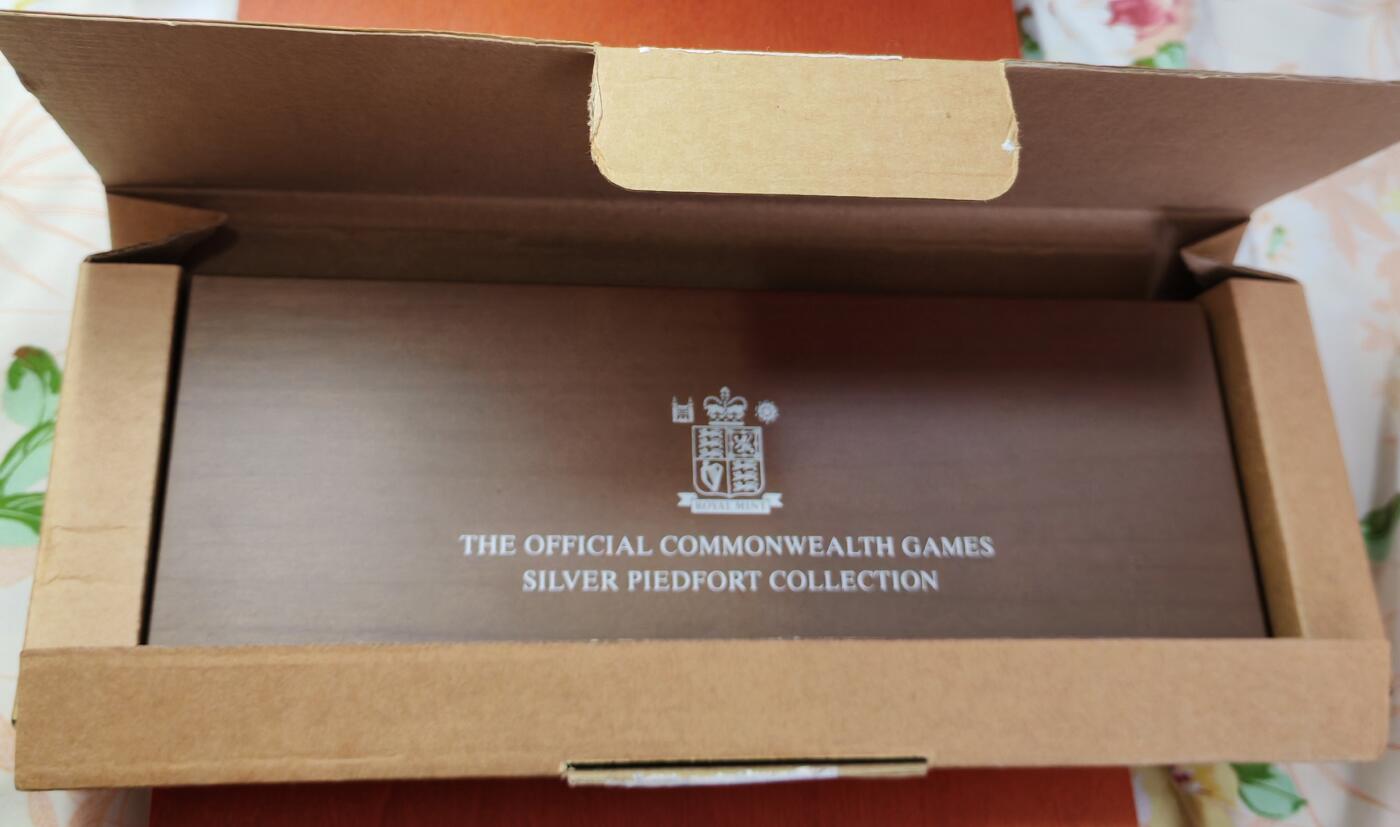 ROYAL MINT
THE OFFICIAL COMMONWEALTH GAMES
SILVER PIEDFORT COLLECTION